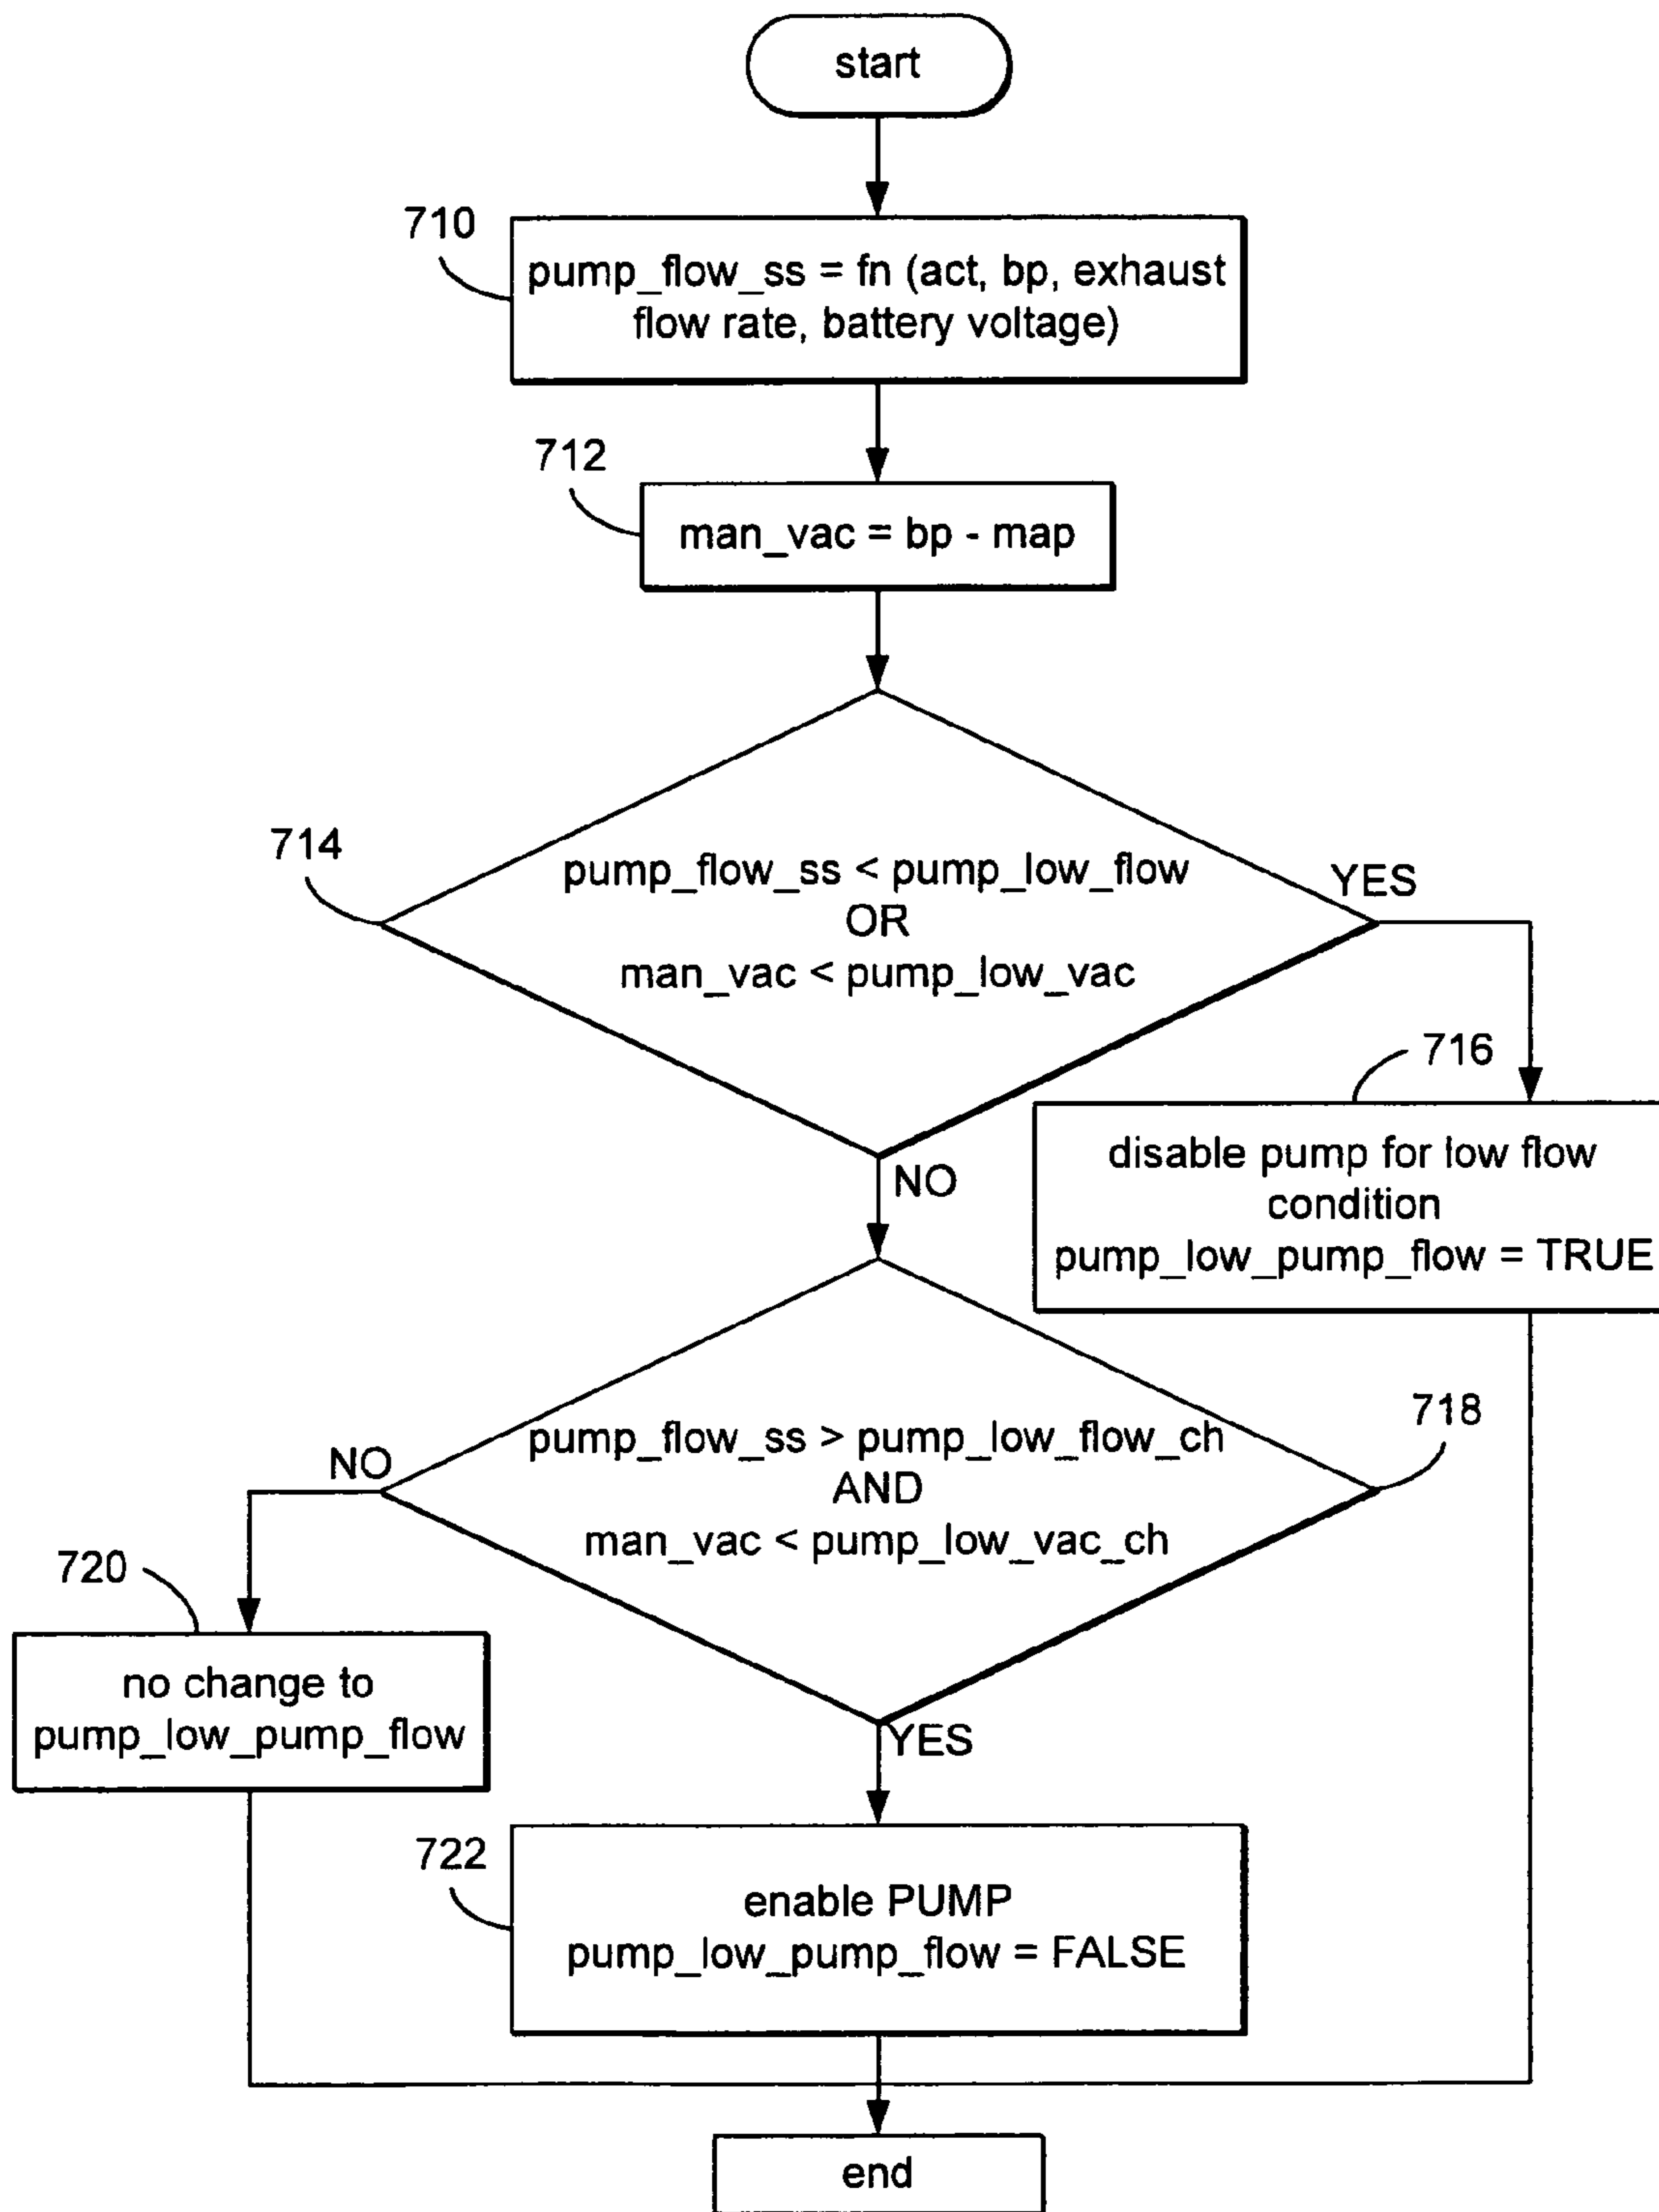 start
710
pump_flow_ss = fn (act, bp, exhaust
flow rate, battery voltage)
712
man_vac = bp - map
714
pump_flow_ss < pump_low_flow
OR
man_vac < pump_low_vac
YES
716
disable pump for low flow
condition
pump_low_pump_flow = TRUE
NO
718
pump_flow_ss > pump_low_flow_ch
AND
man_vac < pump_low_vac_ch
NO
720
no change to
pump_low_pump_flow
YES
722
enable PUMP
pump_low_pump_flow = FALSE
end